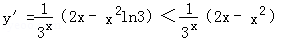 y′=1/3^x（2x- x^2ln3）＜1/3^x（2x- x^2）